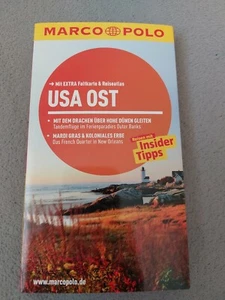 MARCO POLO
→ Mit EXTRA Faltkarte & Reiseatlas
USA OST
• MIT DEM DRACHEN ÜBER HOHE DÜNEN GLEITEN
Tandemflüge im Ferienparadies Outer Banks
• MARDI GRAS & KOLONIALES ERBE
Das French Quarter in New Orleans
Insider
Tipps
www.marcopolo.de